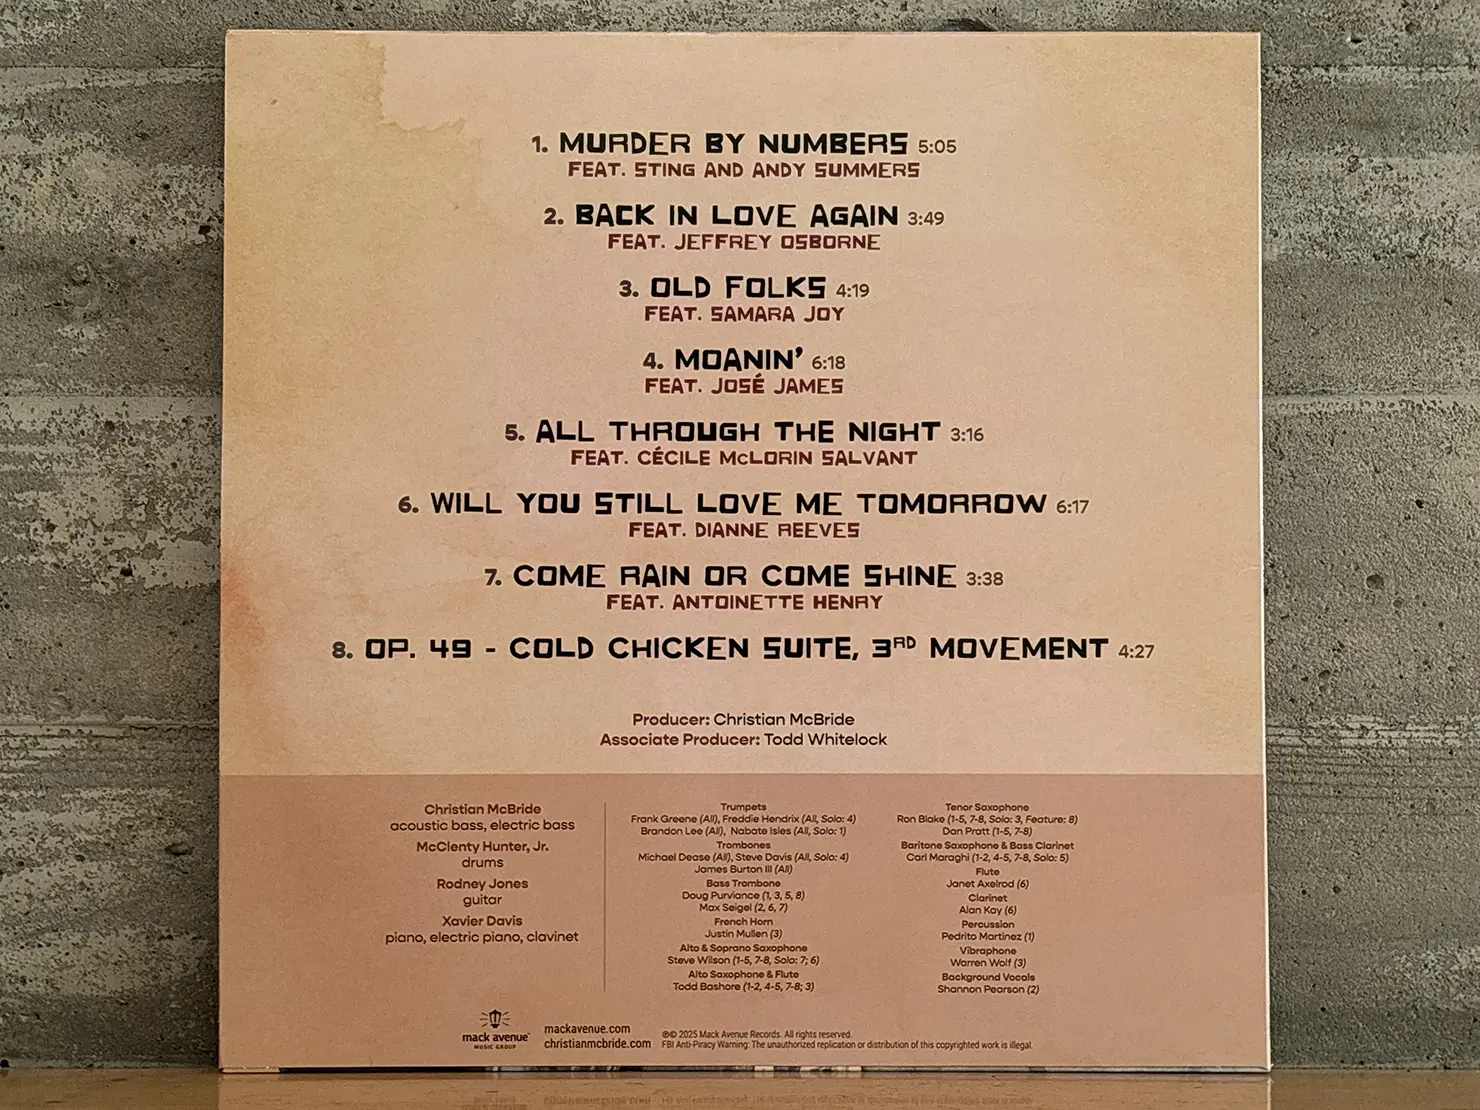 1. MURDER BY NUMBERS 5:05
FEAT. STING AND ANDY SUMMERS
2. BACK IN LOVE AGAIN 3:49
FEAT. JEFFREY OSBORNE
3. OLD FOLKS 4:19
FEAT. SAMARA JOY
4. MOANIN' 6:18
FEAT. JOSÉ JAMES
5. ALL THROUGH THE NIGHT 3:16
FEAT. CÉCILE McLORIN SALVANT
6. WILL YOU STILL LOVE ME TOMORROW 6:17
FEAT. DIANNE REEVES
7. COME RAIN OR COME SHINE 3:38
FEAT. ANTOINETTE HENRY
8. OP. 49 - COLD CHICKEN SUITE, 3RD MOVEMENT 4:27
Producer: Christian McBride
Associate Producer: Todd Whitelock
Christian McBride
acoustic bass, electric bass
McClenty Hunter, Jr.
drums
Rodney Jones
guitar
Xavier Davis
piano, electric piano, clavinet
Trumpets
Frank Greene (All), Freddie Hendrix (All, Solo: 4)
Brandon Lee (All), Nabate Isles (All, Solo: 1)
Trombones
Michael Dease (All), Steve Davis (All, Solo: 4)
James Burton III (All)
Bass Trombone
Doug Purviance (1, 3, 5, 8)
Max Seigel (2, 6, 7)
French Horn
Justin Mullen (3)
Alto & Soprano Saxophone
Steve Wilson (1-5, 7-8, Solo: 7; 6)
Alto Saxophone & Flute
Todd Bashore (1-2, 4-5, 7-8; 3)
Tenor Saxophone
Ron Blake (1-5, 7-8, Solo: 3, Feature: 8)
Dan Pratt (1-5, 7-8)
Baritone Saxophone & Bass Clarinet
Carl Maraghi (1-2, 4-5, 7-8, Solo: 5)
Flute
Janet Axelrod (6)
Clarinet
Alan Kay (6)
Percussion
Pedrito Martinez (1)
Vibraphone
Warren Wolf (3)
Background Vocals
Shannon Pearson (2)
mack avenue
MUSIC GROUP
mackavenue.com
christianmcbride.com
℗© 2025 Mack Avenue Records. All rights reserved.
FBI Anti-Piracy Warning: The unauthorized replication or distribution of this copyrighted work is illegal.